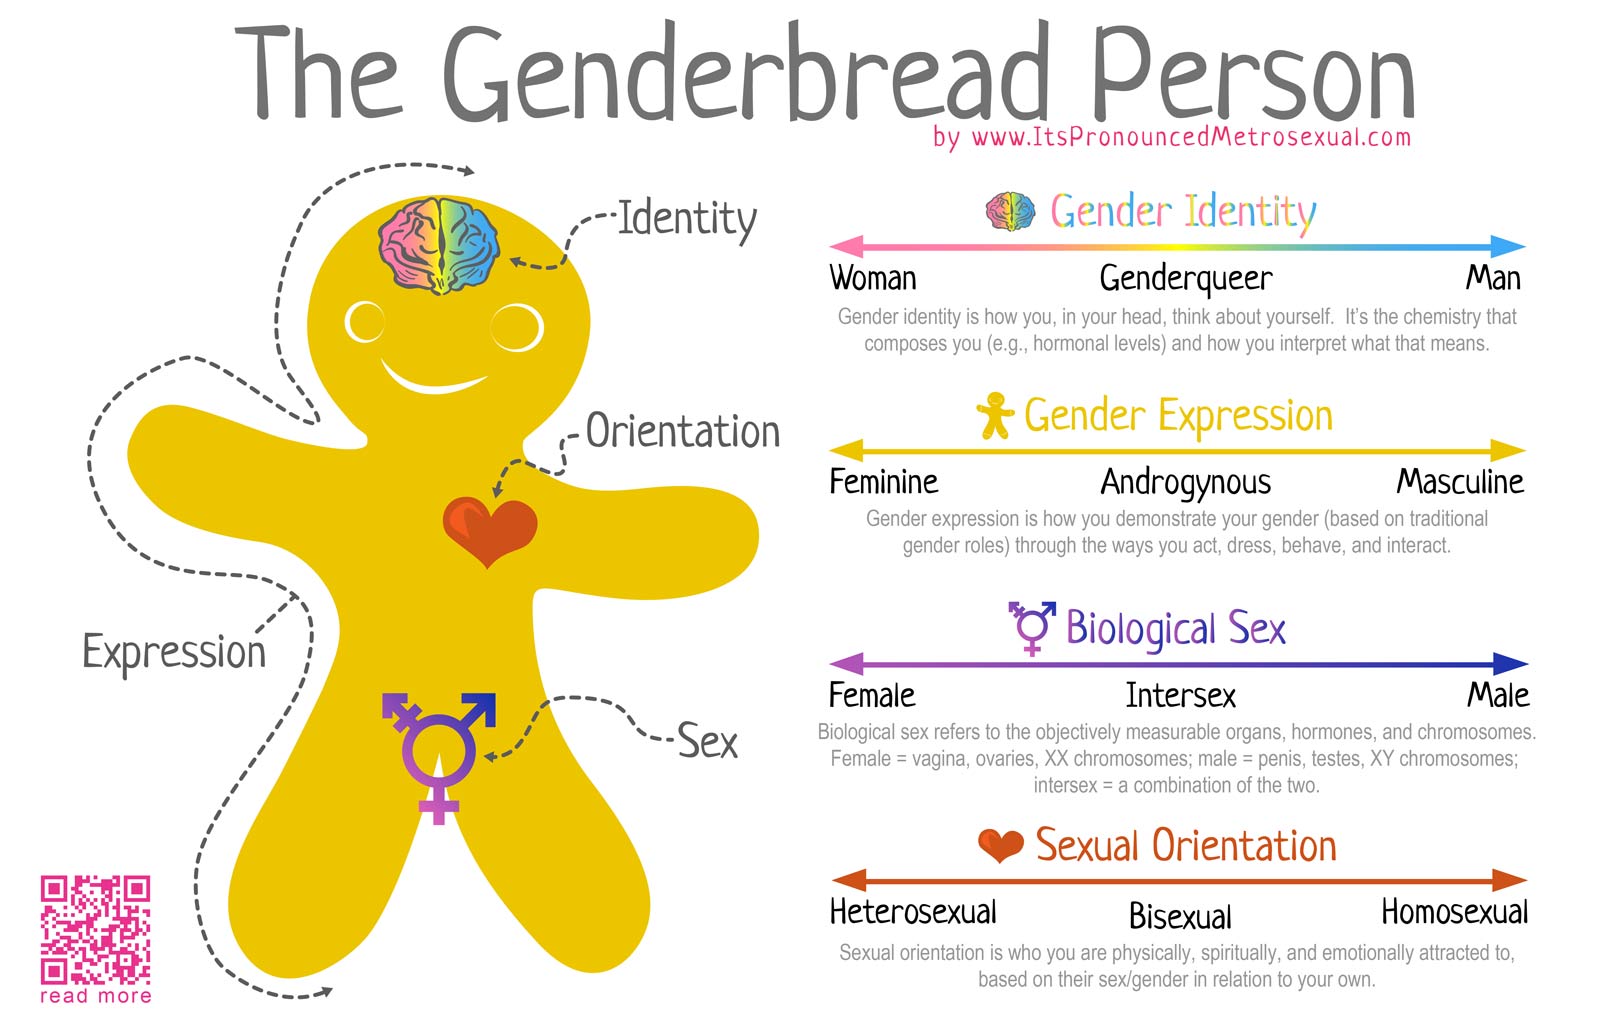 The Genderbread Person
by www.ItsPronouncedMetrosexual.com
Identity
Orientation
Expression
Sex
read more
Gender Identity
Woman Genderqueer Man
Gender identity is how you, in your head, think about yourself. It's the chemistry that
composes you (e.g., hormonal levels) and how you interpret what that means.
Gender Expression
Feminine Androgynous Masculine
Gender expression is how you demonstrate your gender (based on traditional
gender roles) through the ways you act, dress, behave, and interact.
Biological Sex
Female Intersex Male
Biological sex refers to the objectively measurable organs, hormones, and chromosomes.
Female = vagina, ovaries, XX chromosomes; male = penis, testes, XY chromosomes;
intersex = a combination of the two.
Sexual Orientation
Heterosexual Bisexual Homosexual
Sexual orientation is who you are physically, spiritually, and emotionally attracted to,
based on their sex/gender in relation to your own.